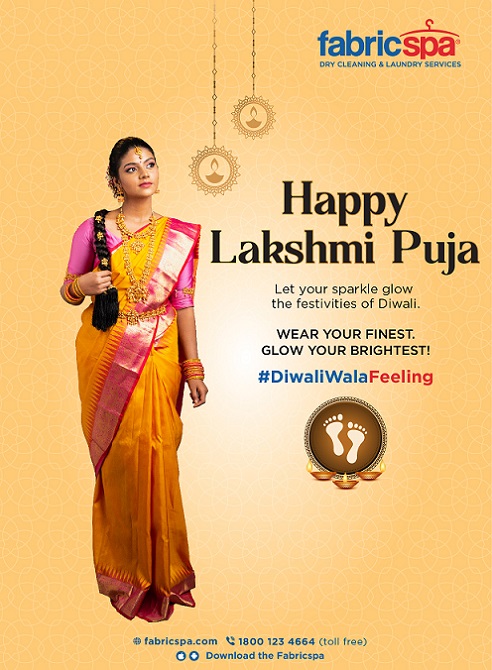 fabricspa
DRY CLEANING & LAUNDRY SERVICES
Happy
Lakshmi Puja
Let your sparkle glow
the festivities of Diwali.
WEAR YOUR FINEST.
GLOW YOUR BRIGHTEST!
#DiwaliWalaFeeling
fabricspa.com 1800 123 4664 (toll free)
Download the Fabricspa